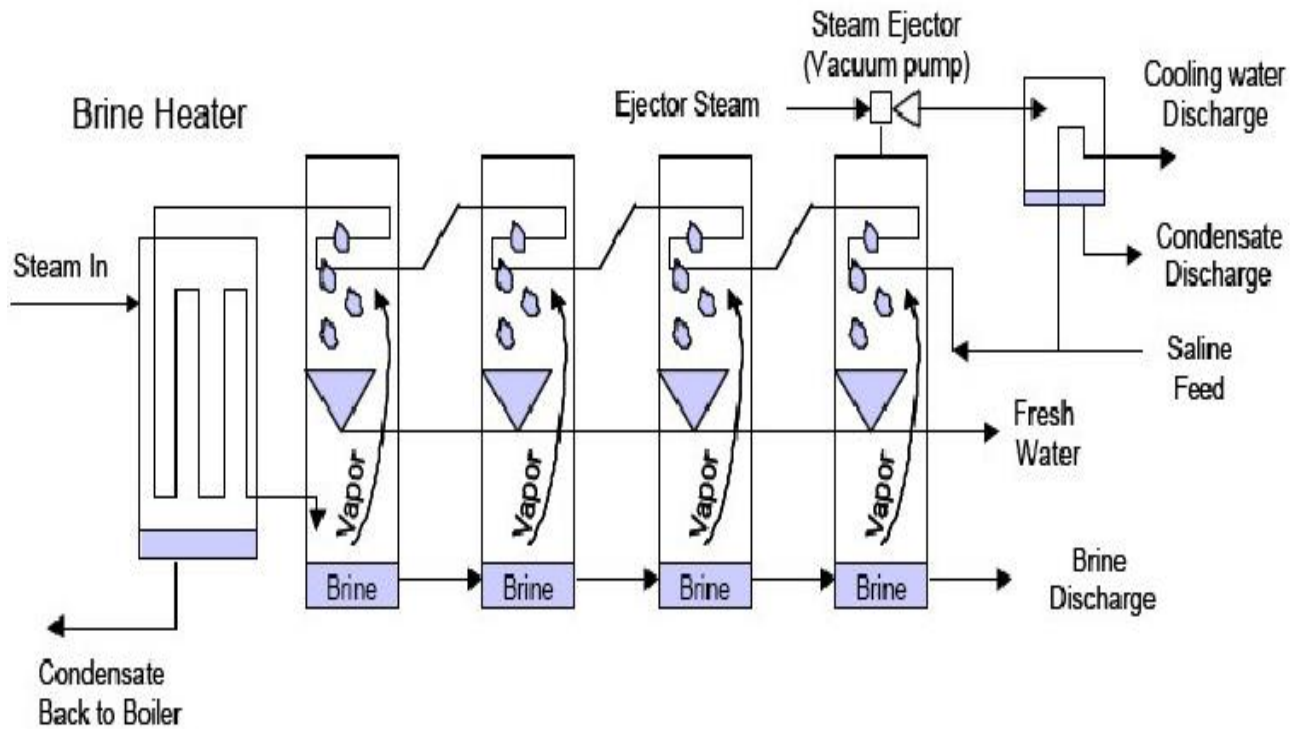 Steam Ejector
(Vacuum pump)
Cooling water
Discharge
Brine Heater
Ejector Steam
Steam In
Condensate
Discharge
Saline
Feed
Fresh
Water
Vapor
Vapor
Vapor
Vapor
Brine
Brine
Brine
Brine
Brine
Discharge
Condensate
Back to Boiler